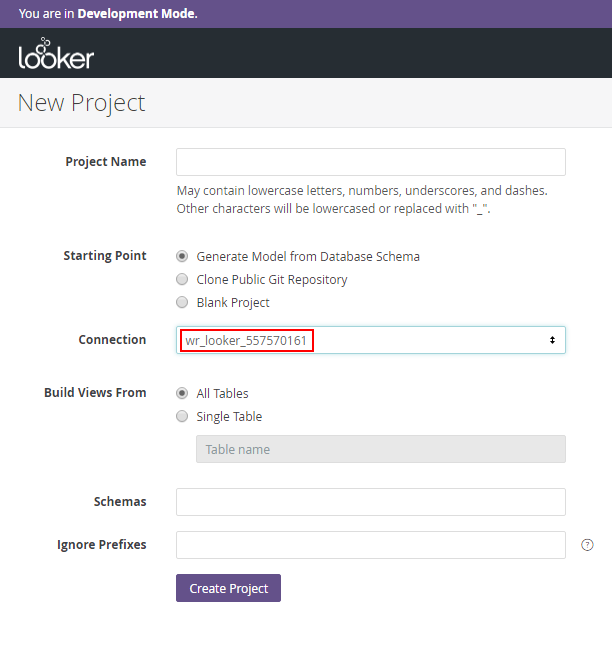 You are in Development Mode.
looker
New Project
Project Name
May contain lowercase letters, numbers, underscores, and dashes.
Other characters will be lowercased or replaced with "_".
Starting Point
Generate Model from Database Schema
Clone Public Git Repository
Blank Project
Connection
wr_looker_557570161
Build Views From
All Tables
Single Table
Table name
Schemas
Ignore Prefixes
?
Create Project